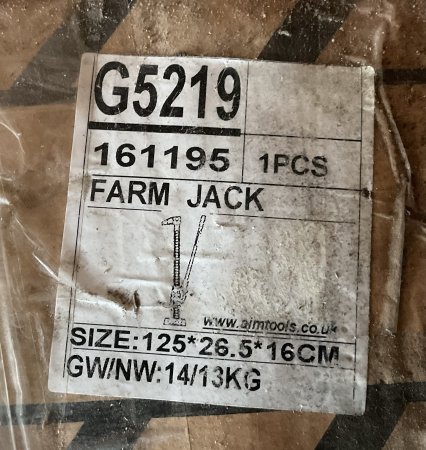 G5219
161195 1PCS
FARM JACK
www.aimtools.co.uk
SIZE:125*26.5*16CM
GW/NW:14/13KG